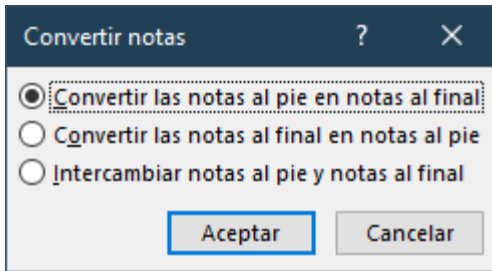 Convertir notas ? ×
Convertir las notas al pie en notas al final
Convertir las notas al final en notas al pie
Intercambiar notas al pie y notas al final
Aceptar Cancelar